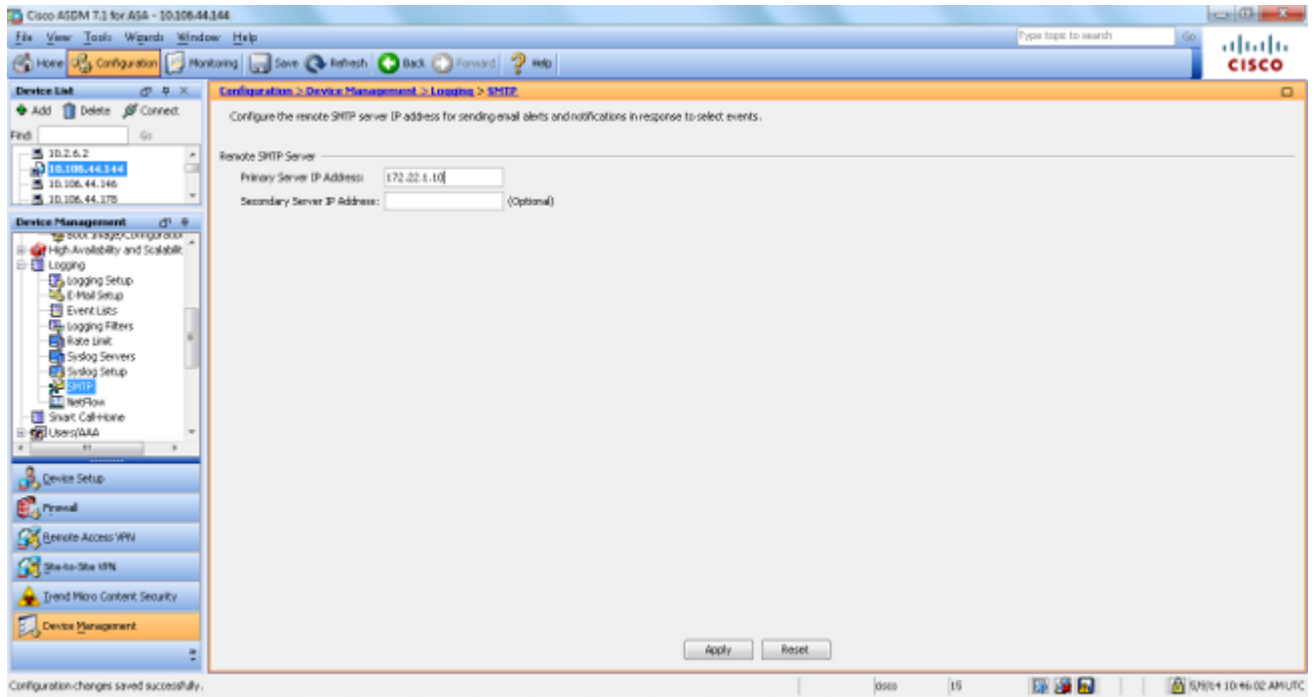 Cisco ASDM 7.1 for ASA - 10.106.44.144
File View Tools Wizards Window Help
Type topic to search Go
Home Configuration Monitoring Save Refresh Back Forward Help
CISCO
Device List
Add Delete Connect
Find: Go
10.2.6.2
10.106.44.144
10.106.44.146
10.106.44.178
Device Management
Boot Image/Configuration
High Availability and Scalabilit
Logging
Logging Setup
E-Mail Setup
Event Lists
Logging Filters
Rate Limit
Syslog Servers
Syslog Setup
SMTP
NetFlow
Smart Call-Home
Users/AAA
Device Setup
Firewall
Remote Access VPN
Site-to-Site VPN
Trend Micro Content Security
Device Management
Configuration > Device Management > Logging > SMTP
Configure the remote SMTP server IP address for sending email alerts and notifications in response to select events.
Remote SMTP Server
Primary Server IP Address: 172.22.1.10
Secondary Server IP Address: (Optional)
Apply Reset
Configuration changes saved successfully.
cisco
15
10:46:02 AM UTC